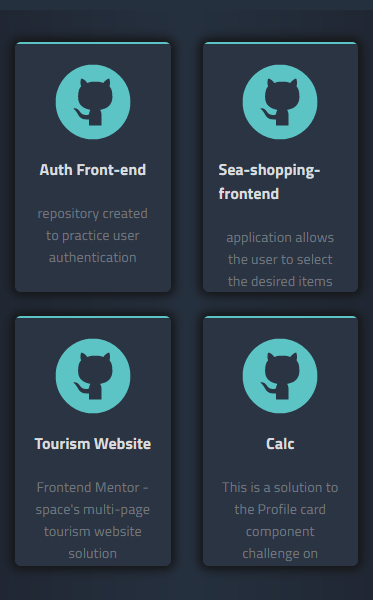 Auth Front-end
repository created
to practice user
authentication
Sea-shopping-
frontend
application allows
the user to select
the desired items
Tourism Website
Frontend Mentor -
space's multi-page
tourism website
solution
Calc
This is a solution to
the Profile card
component
challenge on